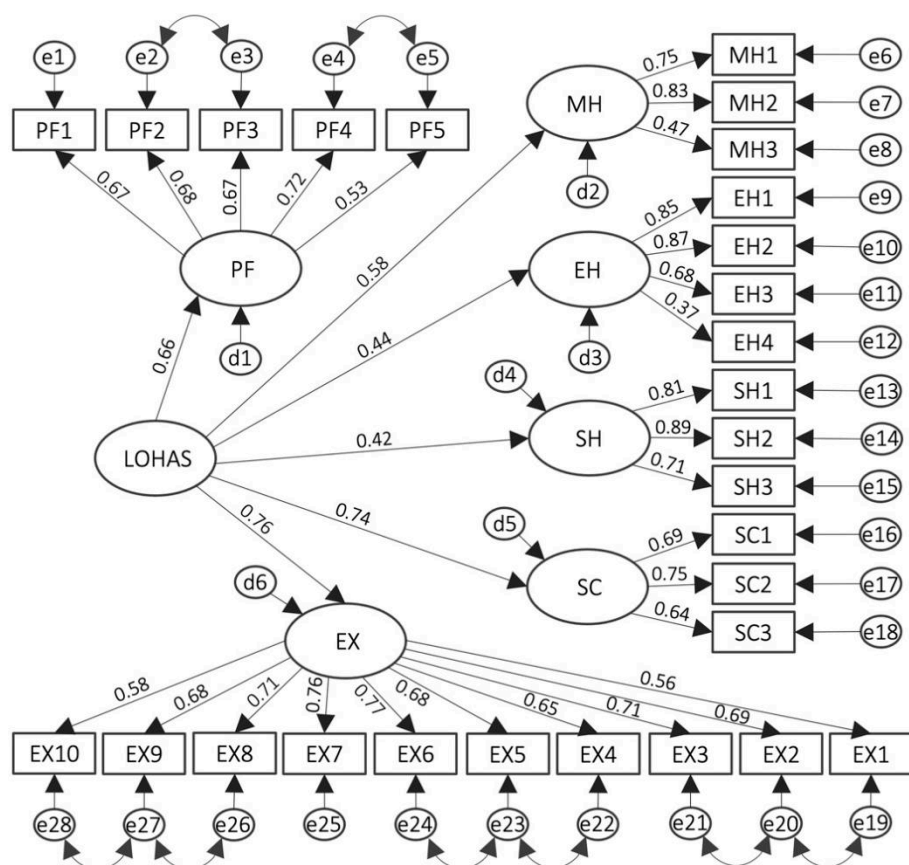 e1 e2 e3 e4 e5
PF1 PF2 PF3 PF4 PF5
0.67 0.68 0.67 0.72 0.53
PF
d1
0.66
LOHAS
0.58
0.44
0.42
0.74
0.76
MH
d2
0.75 MH1 e6
0.83 MH2 e7
0.47 MH3 e8
EH
d3
0.85 EH1 e9
0.87 EH2 e10
0.68 EH3 e11
0.37 EH4 e12
d4
SH
0.81 SH1 e13
0.89 SH2 e14
0.71 SH3 e15
d5
SC
0.69 SC1 e16
0.75 SC2 e17
0.64 SC3 e18
d6
EX
0.58 0.68 0.71 0.76 0.77 0.68 0.65 0.71 0.69 0.56
EX10 EX9 EX8 EX7 EX6 EX5 EX4 EX3 EX2 EX1
e28 e27 e26 e25 e24 e23 e22 e21 e20 e19